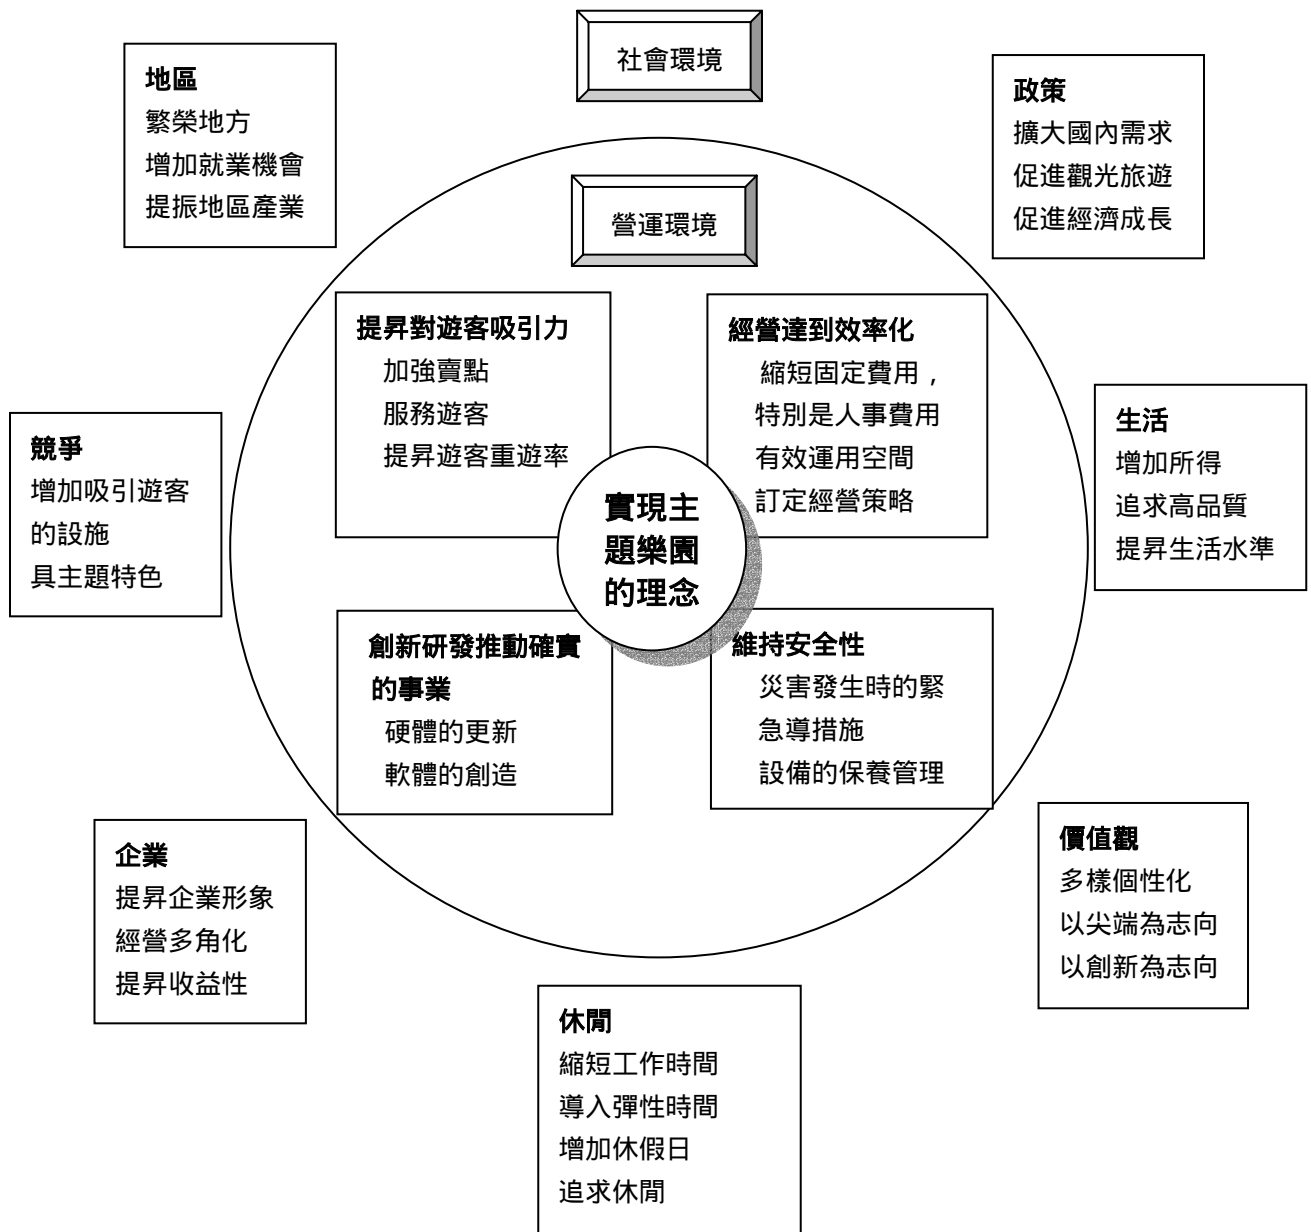 社會環境
地區
繁榮地方
增加就業機會
提振地區產業
政策
擴大國內需求
促進觀光旅遊
促進經濟成長
營運環境
提昇對遊客吸引力
加強賣點
服務遊客
提昇遊客重遊率
經營達到效率化
縮短固定費用，
特別是人事費用
有效運用空間
訂定經營策略
競爭
增加吸引遊客
的設施
具主題特色
生活
增加所得
追求高品質
提昇生活水準
實現主
題樂園
的理念
創新研發推動確實
的事業
硬體的更新
軟體的創造
維持安全性
災害發生時的緊
急導措施
設備的保養管理
企業
提昇企業形象
經營多角化
提昇收益性
價值觀
多樣個性化
以尖端為志向
以創新為志向
休閒
縮短工作時間
導入彈性時間
增加休假日
追求休閒